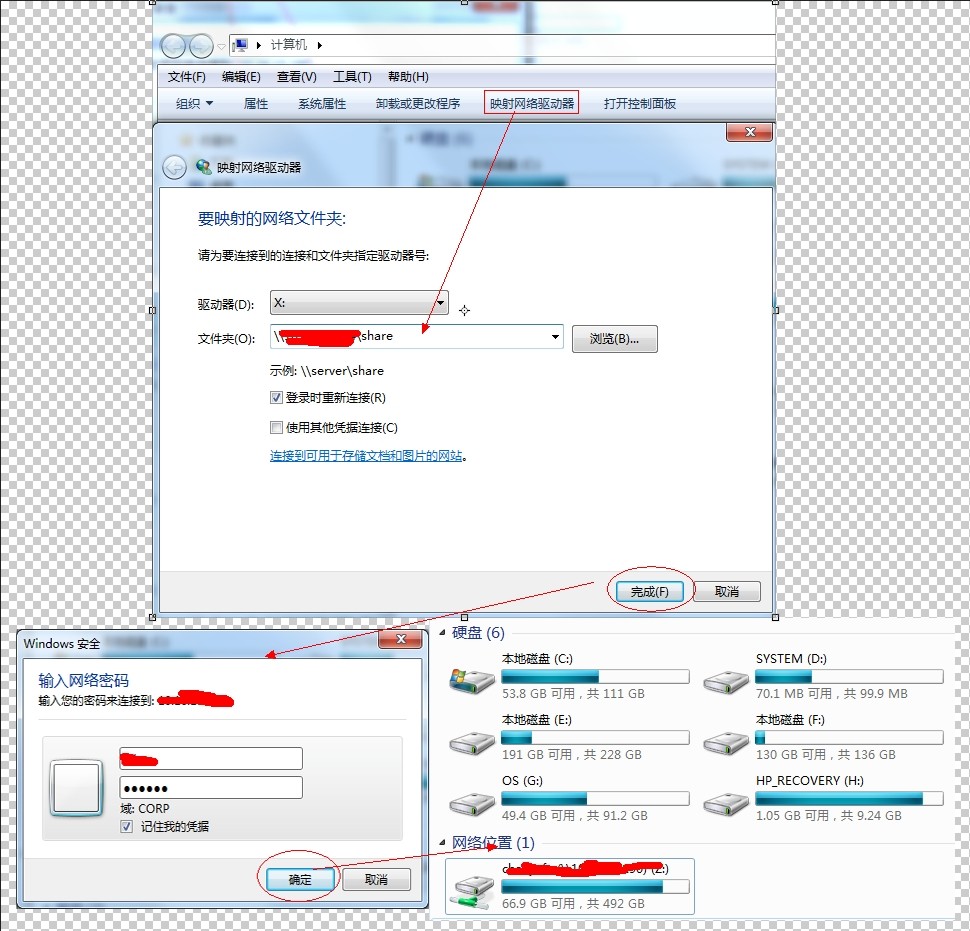 计算机
文件(F) 编辑(E) 查看(V) 工具(T) 帮助(H)
组织 属性 系统属性 卸载或更改程序 映射网络驱动器 打开控制面板
映射网络驱动器
要映射的网络文件夹:
请为要连接到的连接和文件夹指定驱动器号:
驱动器(D): X:
文件夹(O): \\ \share 浏览(B)...
示例: \\server\share
登录时重新连接(R)
使用其他凭据连接(C)
连接到可用于存储文档和图片的网站。
完成(F) 取消
Windows 安全
输入网络密码
输入您的密码来连接到:
●●●●●●
域: CORP
记住我的凭据
确定 取消
硬盘 (6)
本地磁盘 (C:) SYSTEM (D:)
53.8 GB 可用，共 111 GB 70.1 MB 可用，共 99.9 MB
本地磁盘 (E:) 本地磁盘 (F:)
191 GB 可用，共 228 GB 130 GB 可用，共 136 GB
OS (G:) HP_RECOVERY (H:)
49.4 GB 可用，共 91.2 GB 1.05 GB 可用，共 9.24 GB
网络位置 (1)
(Z:)
66.9 GB 可用，共 492 GB